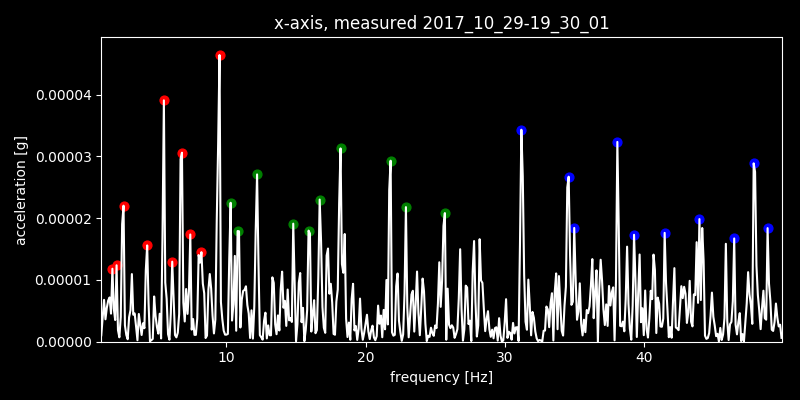 x-axis, measured 2017_10_29-19_30_01
0.00004
0.00003
0.00002
0.00001
0.00000
acceleration [g]
10 20 30 40
frequency [Hz]